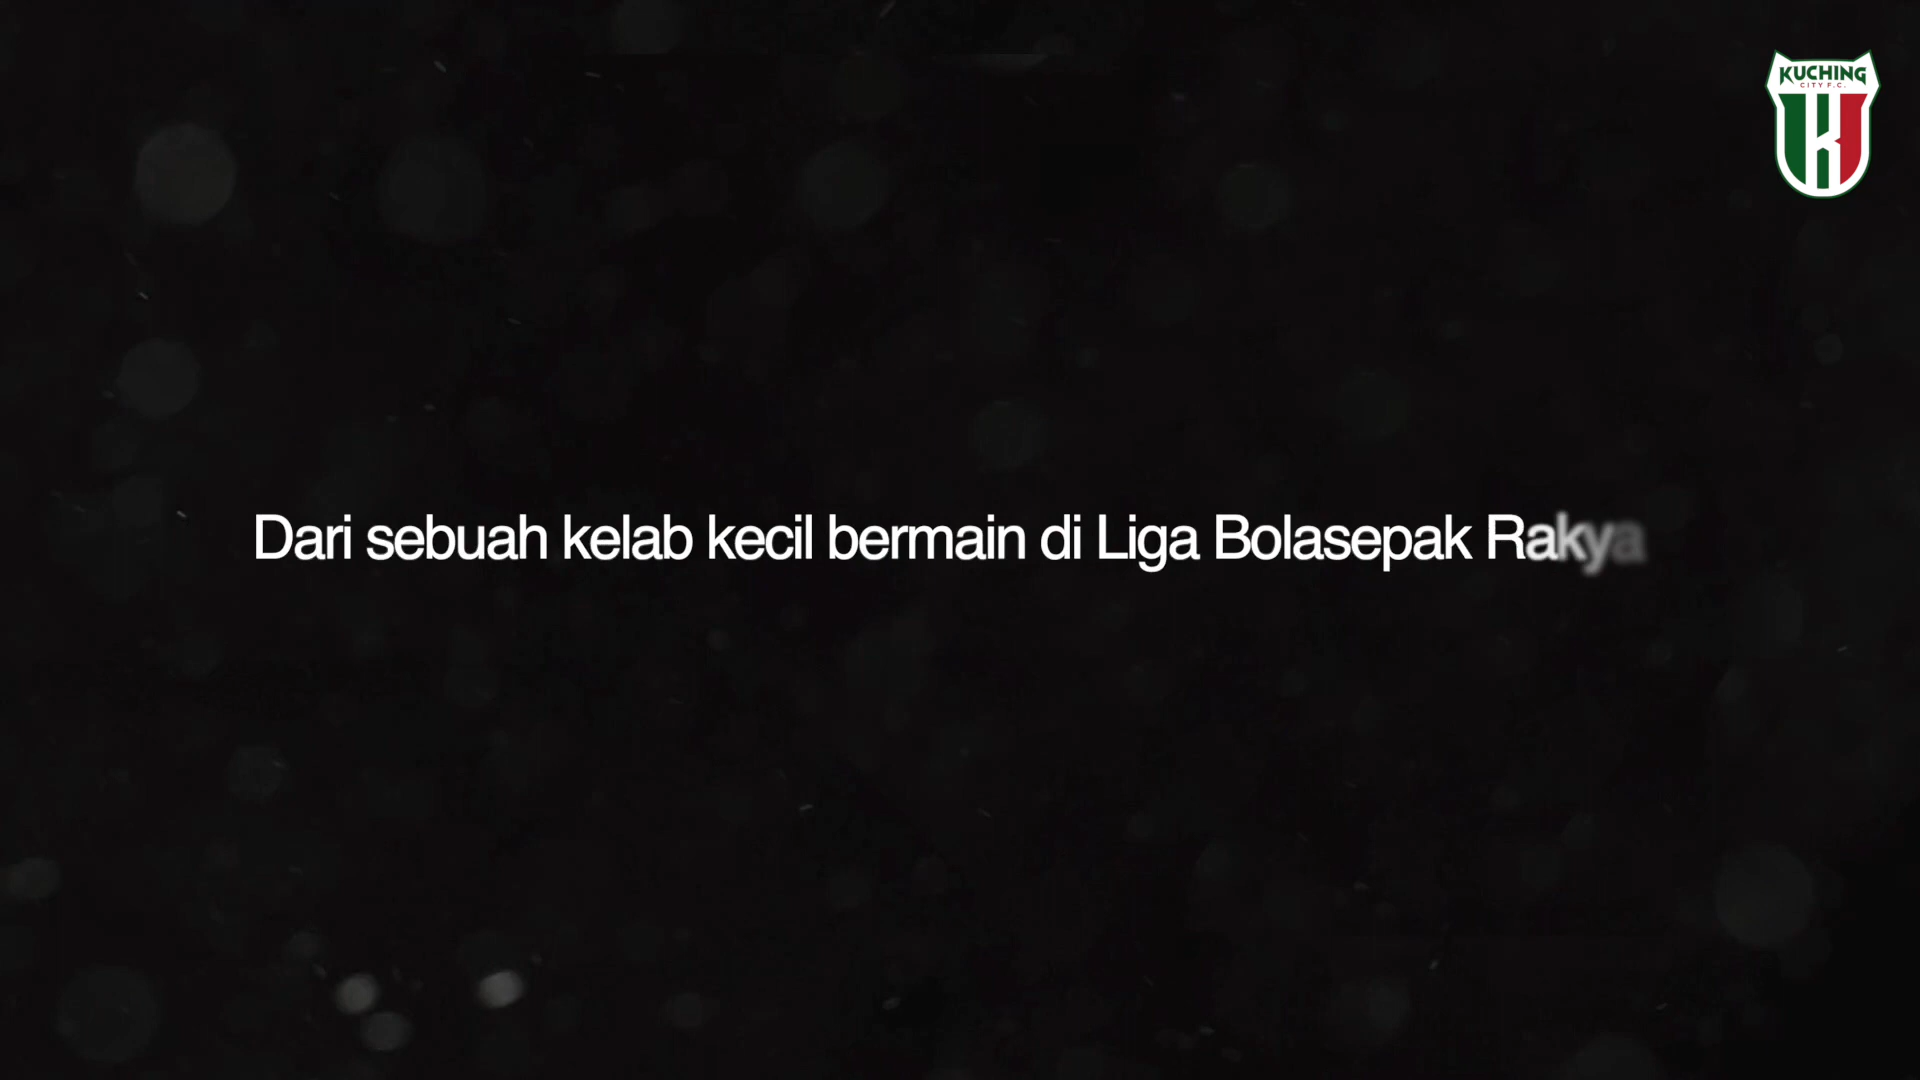 KUCHING
CITY F.C.
Dari sebuah kelab kecil bermain di Liga Bolasepak Rakya